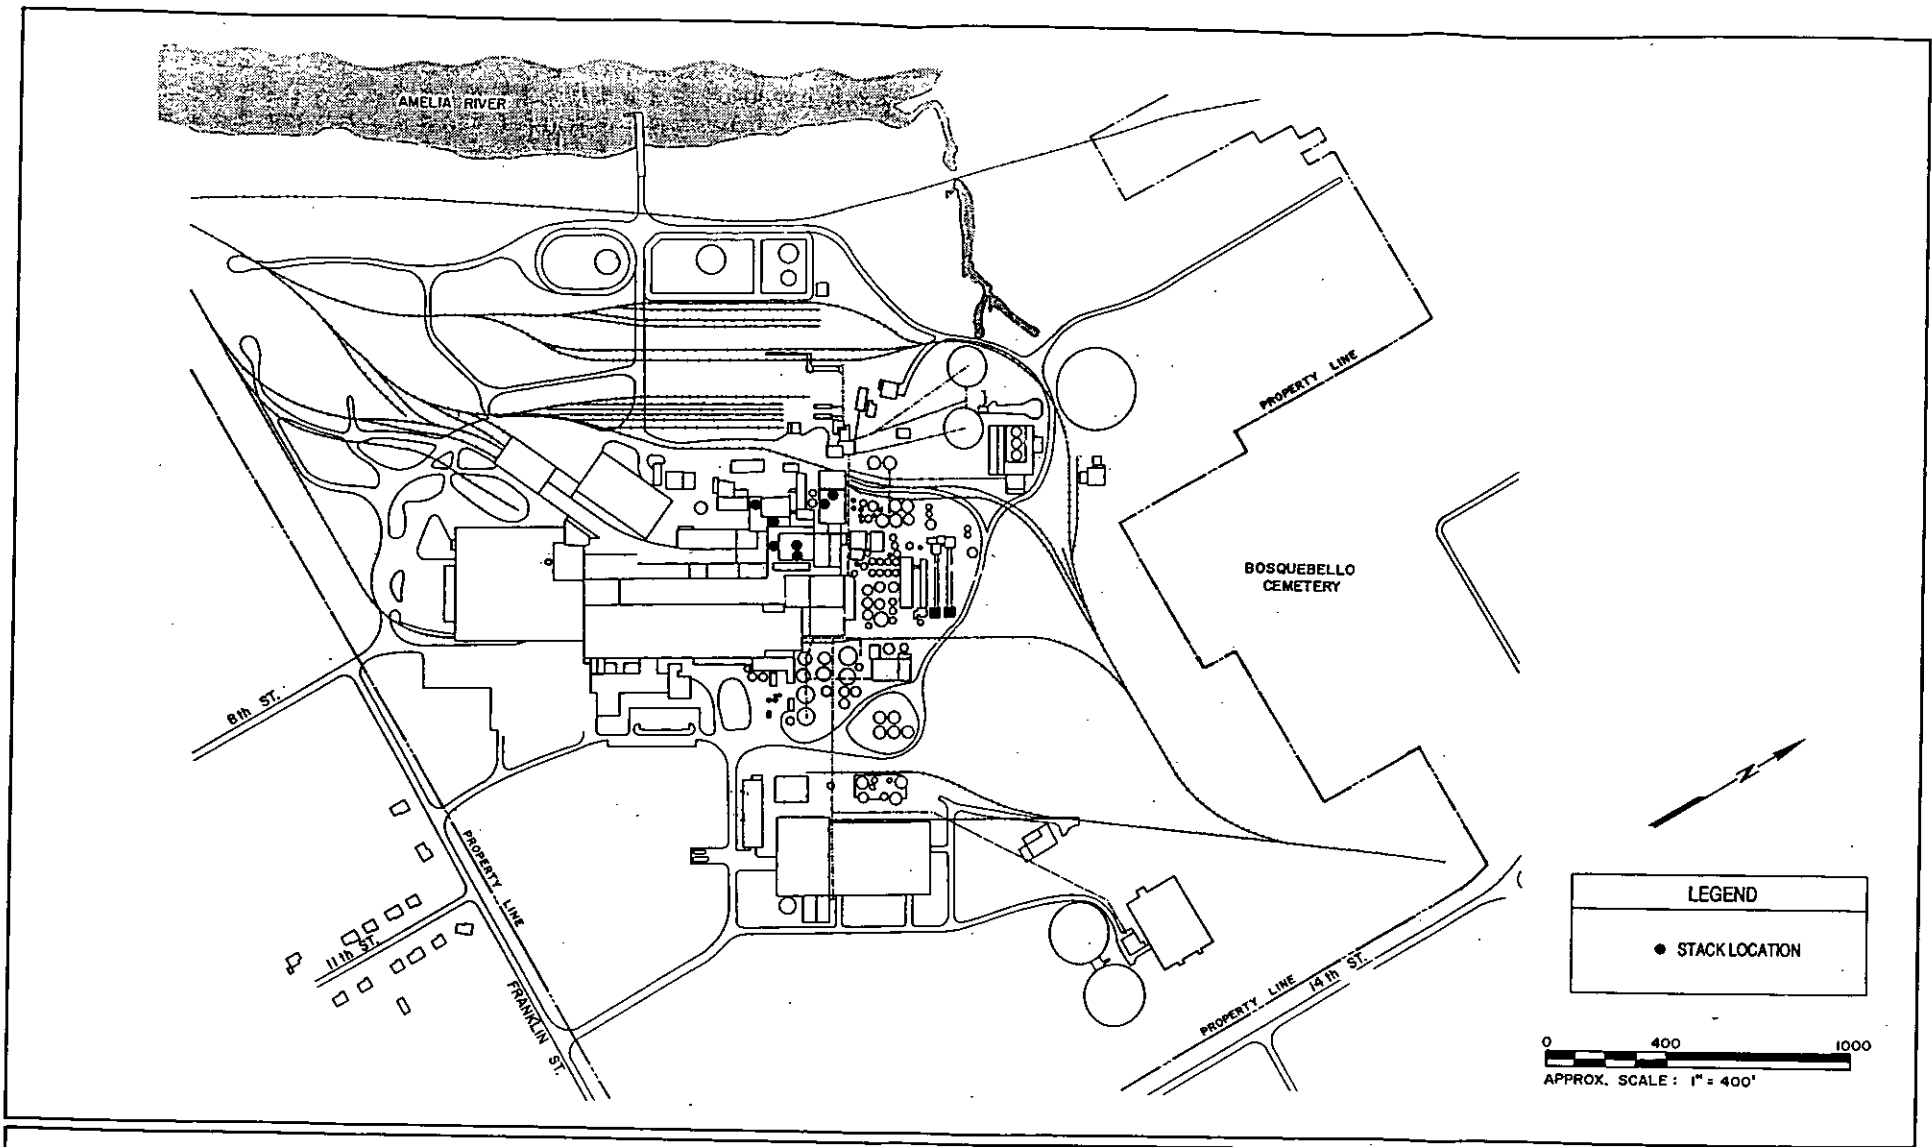 AMELIA RIVER
PROPERTY LINE
BOSQUEBELLO
CEMETERY
8th ST.
N
PROPERTY LINE
LEGEND
STACK LOCATION
11th ST.
FRANKLIN ST.
PROPERTY LINE
14th ST.
0 400 1000
APPROX. SCALE : 1" = 400'